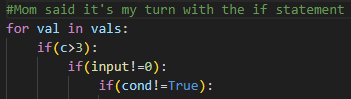 #Mom said it's my turn with the if statement
for val in vals:
    if(c>3):
        if(input!=0):
            if(cond!=True):